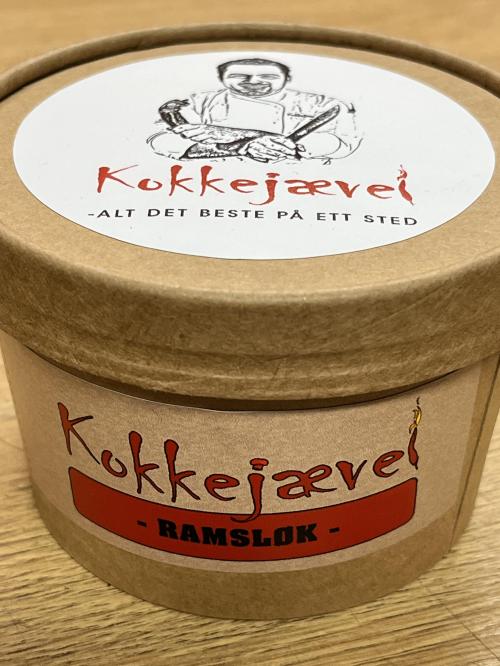 Kokkejævel
-ALT DET BESTE PÅ ETT STED
Kokkejævel
- RAMSLØK -